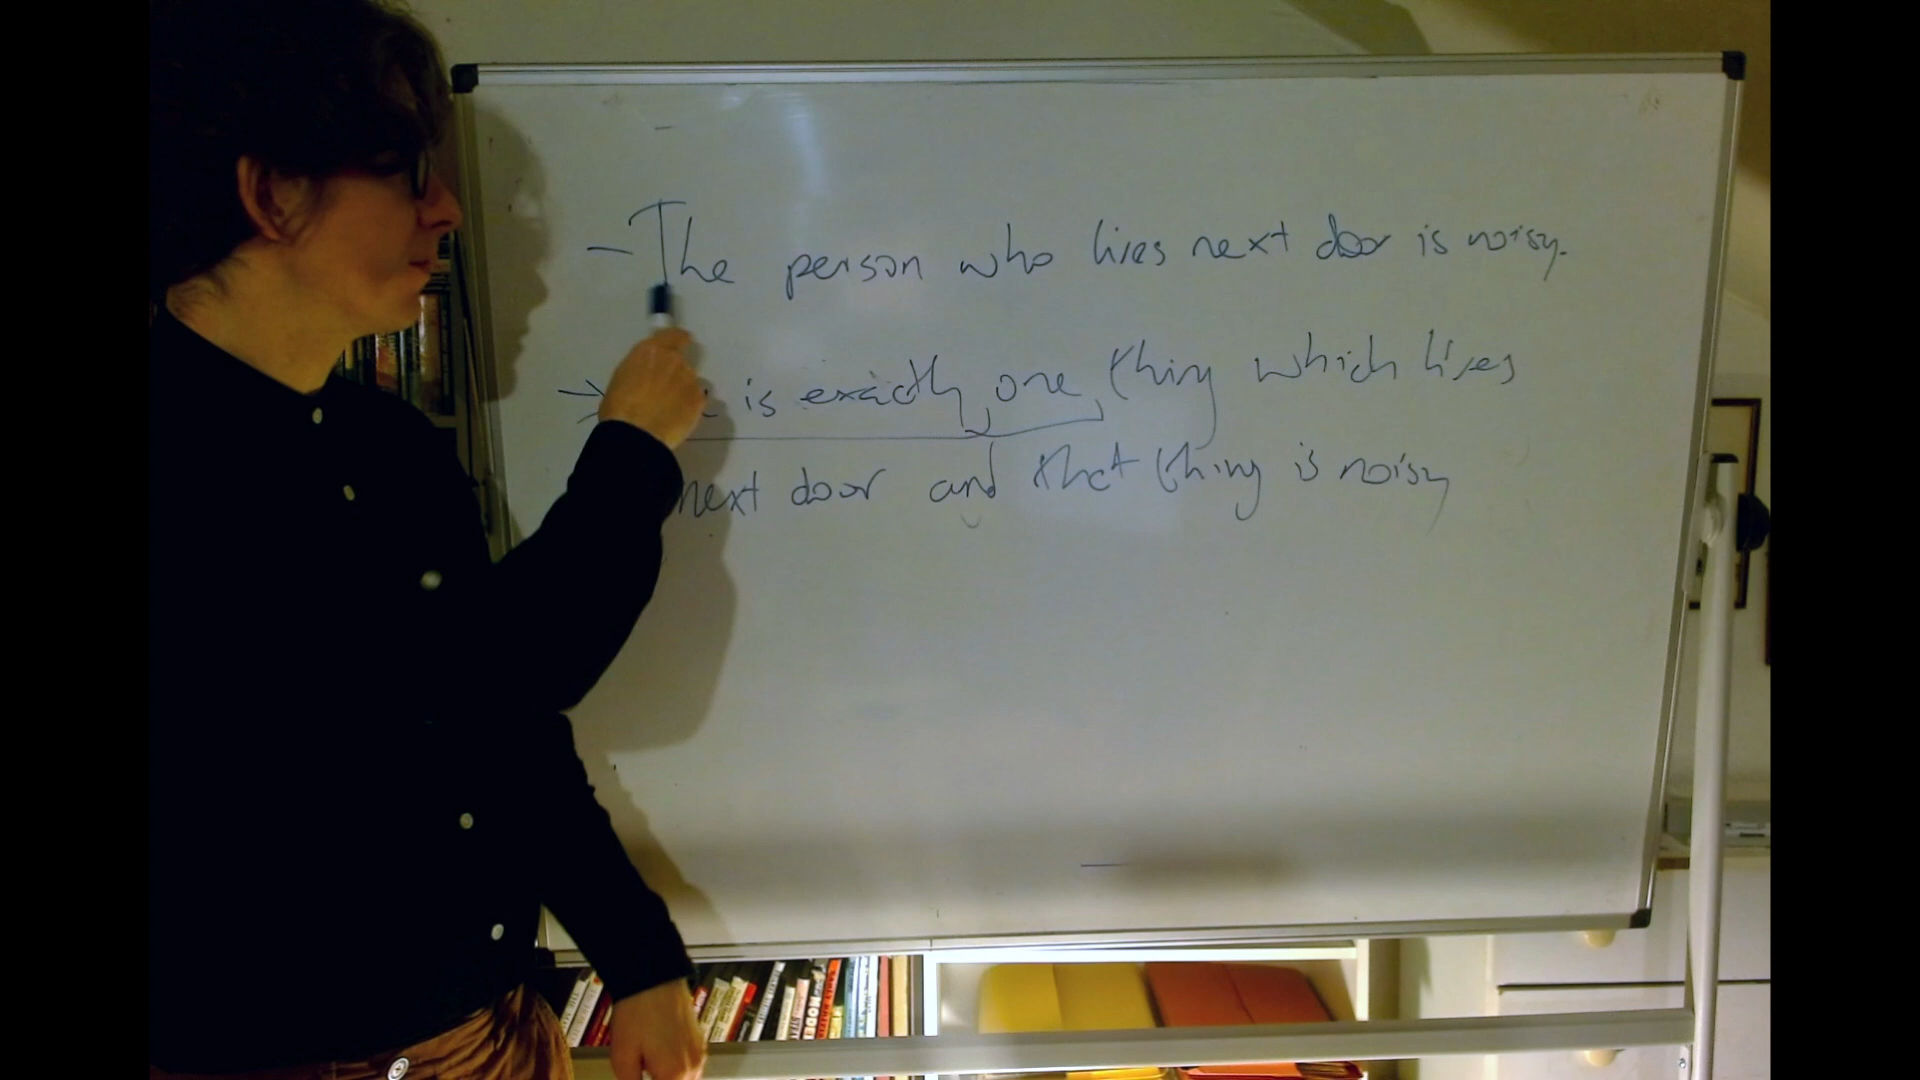 - The person who lives next door is noisy.
→ is exactly one thing which lives
next door and that thing is noisy